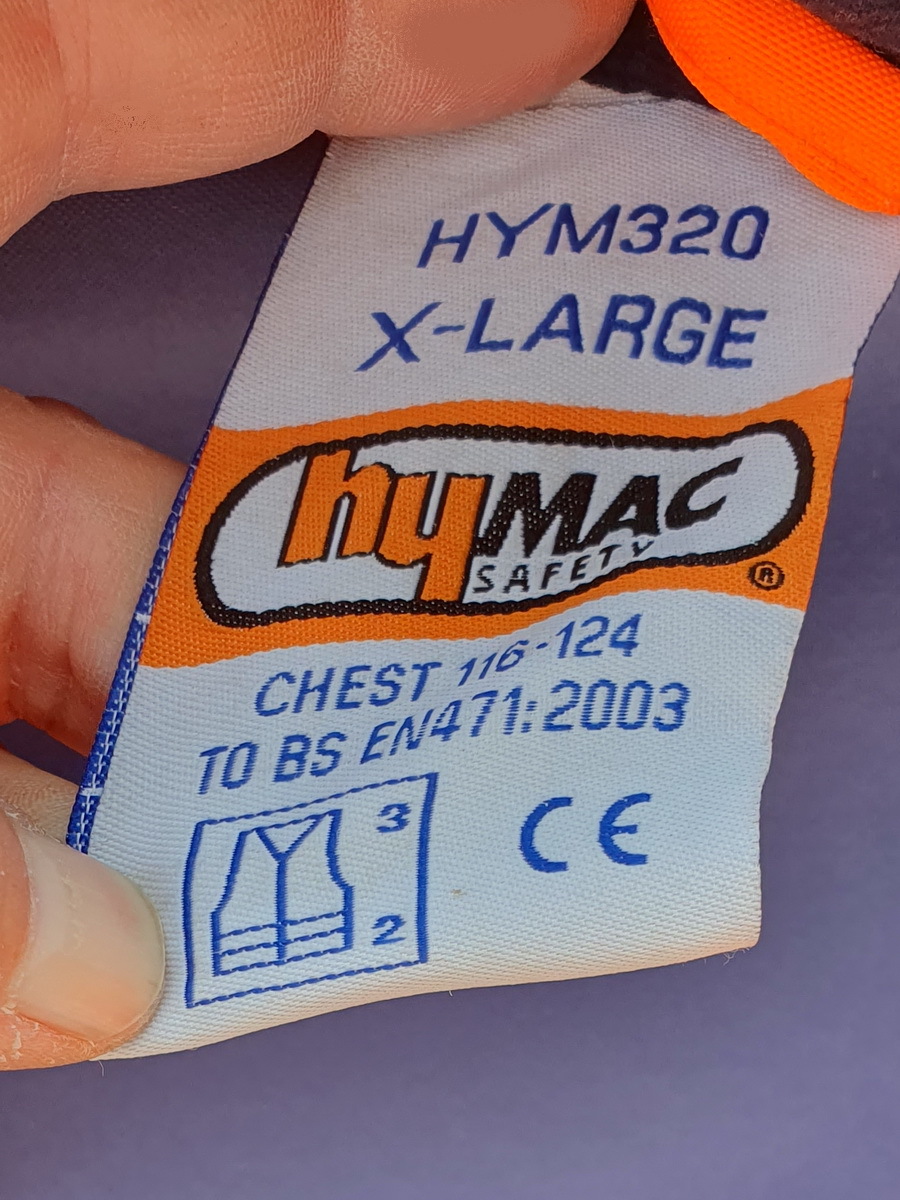 HYM320
X-LARGE
hyMAC
SAFETY
®
CHEST 116-124
TO BS EN471:2003
3
CE
2